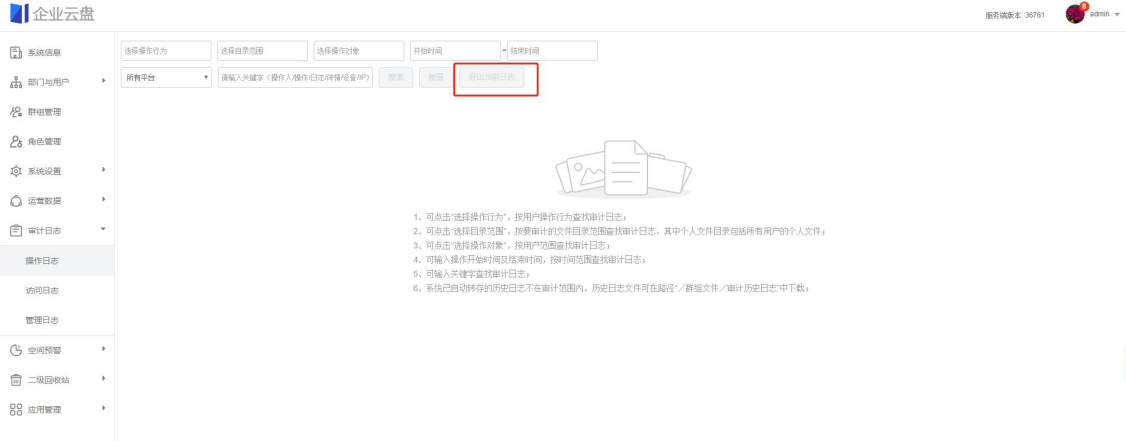 企业云盘
服务端版本: 36761
8
admin
系统信息
部门与用户
群组管理
角色管理
系统设置
运营数据
审计日志
操作日志
访问日志
管理日志
空间预警
二级回收站
应用管理
选择操作行为
选择目录范围
选择操作对象
开始时间
-
结束时间
所有平台
请输入关键字（操作人/操作/日志/详情/设备/IP）
搜索
重置
导出当前日志
1、可点击“选择操作行为”，按用户操作行为查找审计日志；
2、可点击“选择目录范围”，按要审计的文件目录范围查找审计日志，其中个人文件目录包括所有用户的个人文件；
3、可点击“选择操作对象”，按用户范围查找审计日志；
4、可输入操作开始时间及结束时间，按时间范围查找审计日志；
5、可输入关键字查找审计日志；
6、系统已自动转存的历史日志不在审计范围内，历史日志文件可在路径“／群组文件／审计历史日志”中下载；